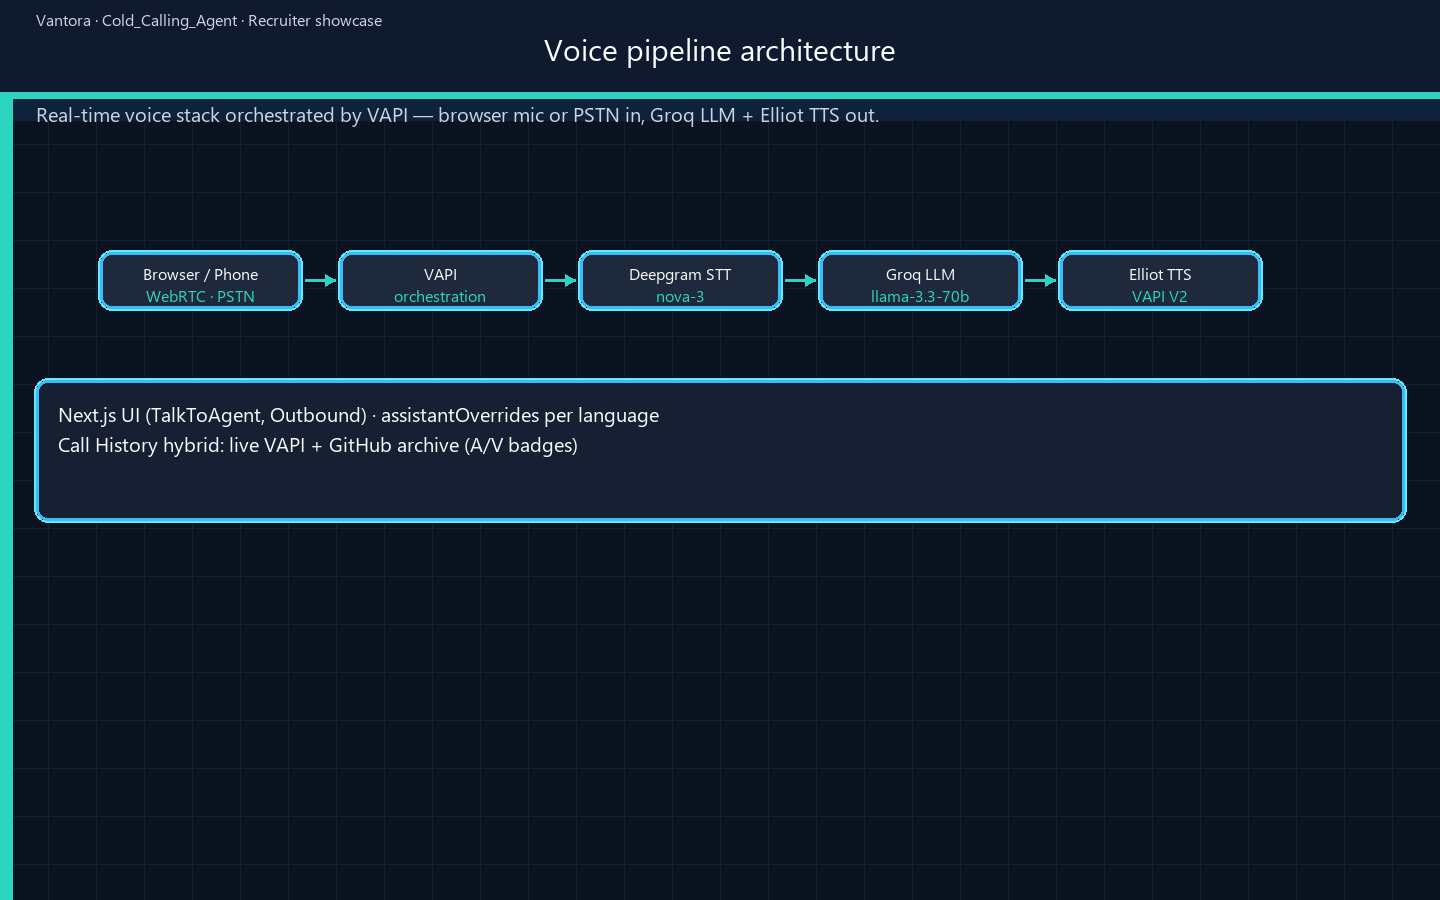 Vantora · Cold_Calling_Agent · Recruiter showcase
Voice pipeline architecture
Real-time voice stack orchestrated by VAPI — browser mic or PSTN in, Groq LLM + Elliot TTS out.
Browser / Phone
WebRTC · PSTN
VAPI
orchestration
Deepgram STT
nova-3
Groq LLM
llama-3.3-70b
Elliot TTS
VAPI V2
Next.js UI (TalkToAgent, Outbound) · assistantOverrides per language
Call History hybrid: live VAPI + GitHub archive (A/V badges)